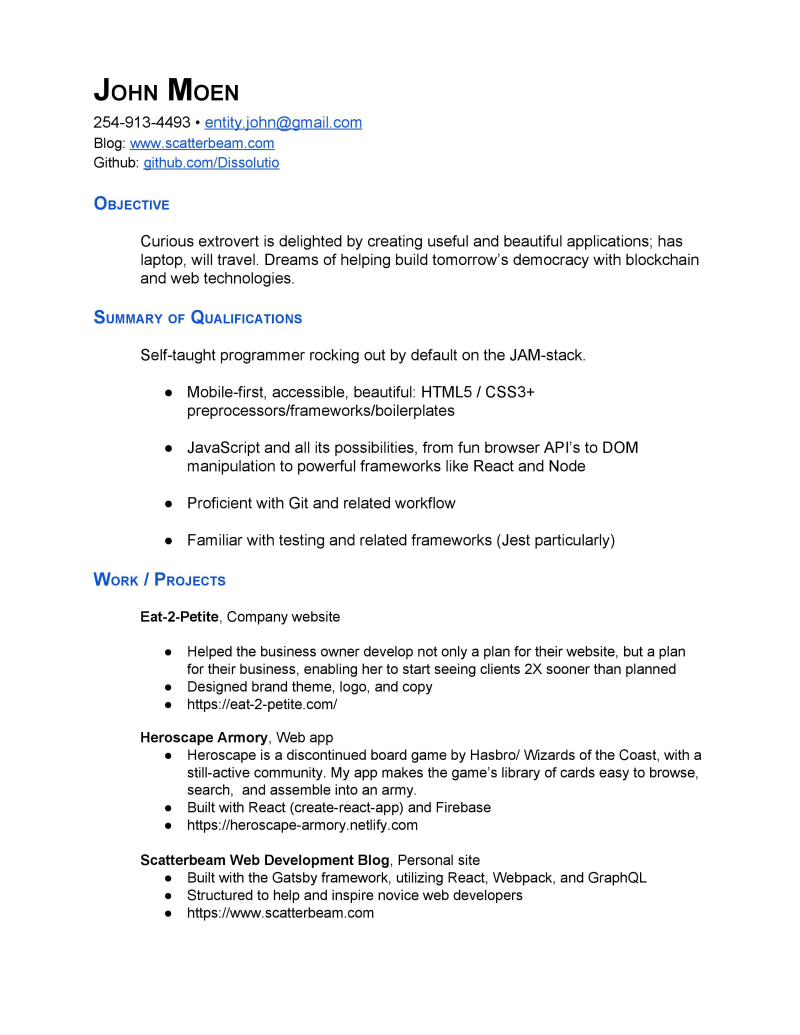 John Moen
254-913-4493 • entity.john@gmail.com
Blog: www.scatterbeam.com
Github: github.com/Dissolutio
Objective
Curious extrovert is delighted by creating useful and beautiful applications; has
laptop, will travel. Dreams of helping build tomorrow’s democracy with blockchain
and web technologies.
Summary of Qualifications
Self-taught programmer rocking out by default on the JAM-stack.
● Mobile-first, accessible, beautiful: HTML5 / CSS3+
preprocessors/frameworks/boilerplates
● JavaScript and all its possibilities, from fun browser API’s to DOM
manipulation to powerful frameworks like React and Node
● Proficient with Git and related workflow
● Familiar with testing and related frameworks (Jest particularly)
Work / Projects
Eat-2-Petite, Company website
● Helped the business owner develop not only a plan for their website, but a plan
for their business, enabling her to start seeing clients 2X sooner than planned
● Designed brand theme, logo, and copy
● https://eat-2-petite.com/
Heroscape Armory, Web app
● Heroscape is a discontinued board game by Hasbro/ Wizards of the Coast, with a
still-active community. My app makes the game’s library of cards easy to browse,
search,  and assemble into an army.
● Built with React (create-react-app) and Firebase
● https://heroscape-armory.netlify.com
Scatterbeam Web Development Blog, Personal site
● Built with the Gatsby framework, utilizing React, Webpack, and GraphQL
● Structured to help and inspire novice web developers
● https://www.scatterbeam.com